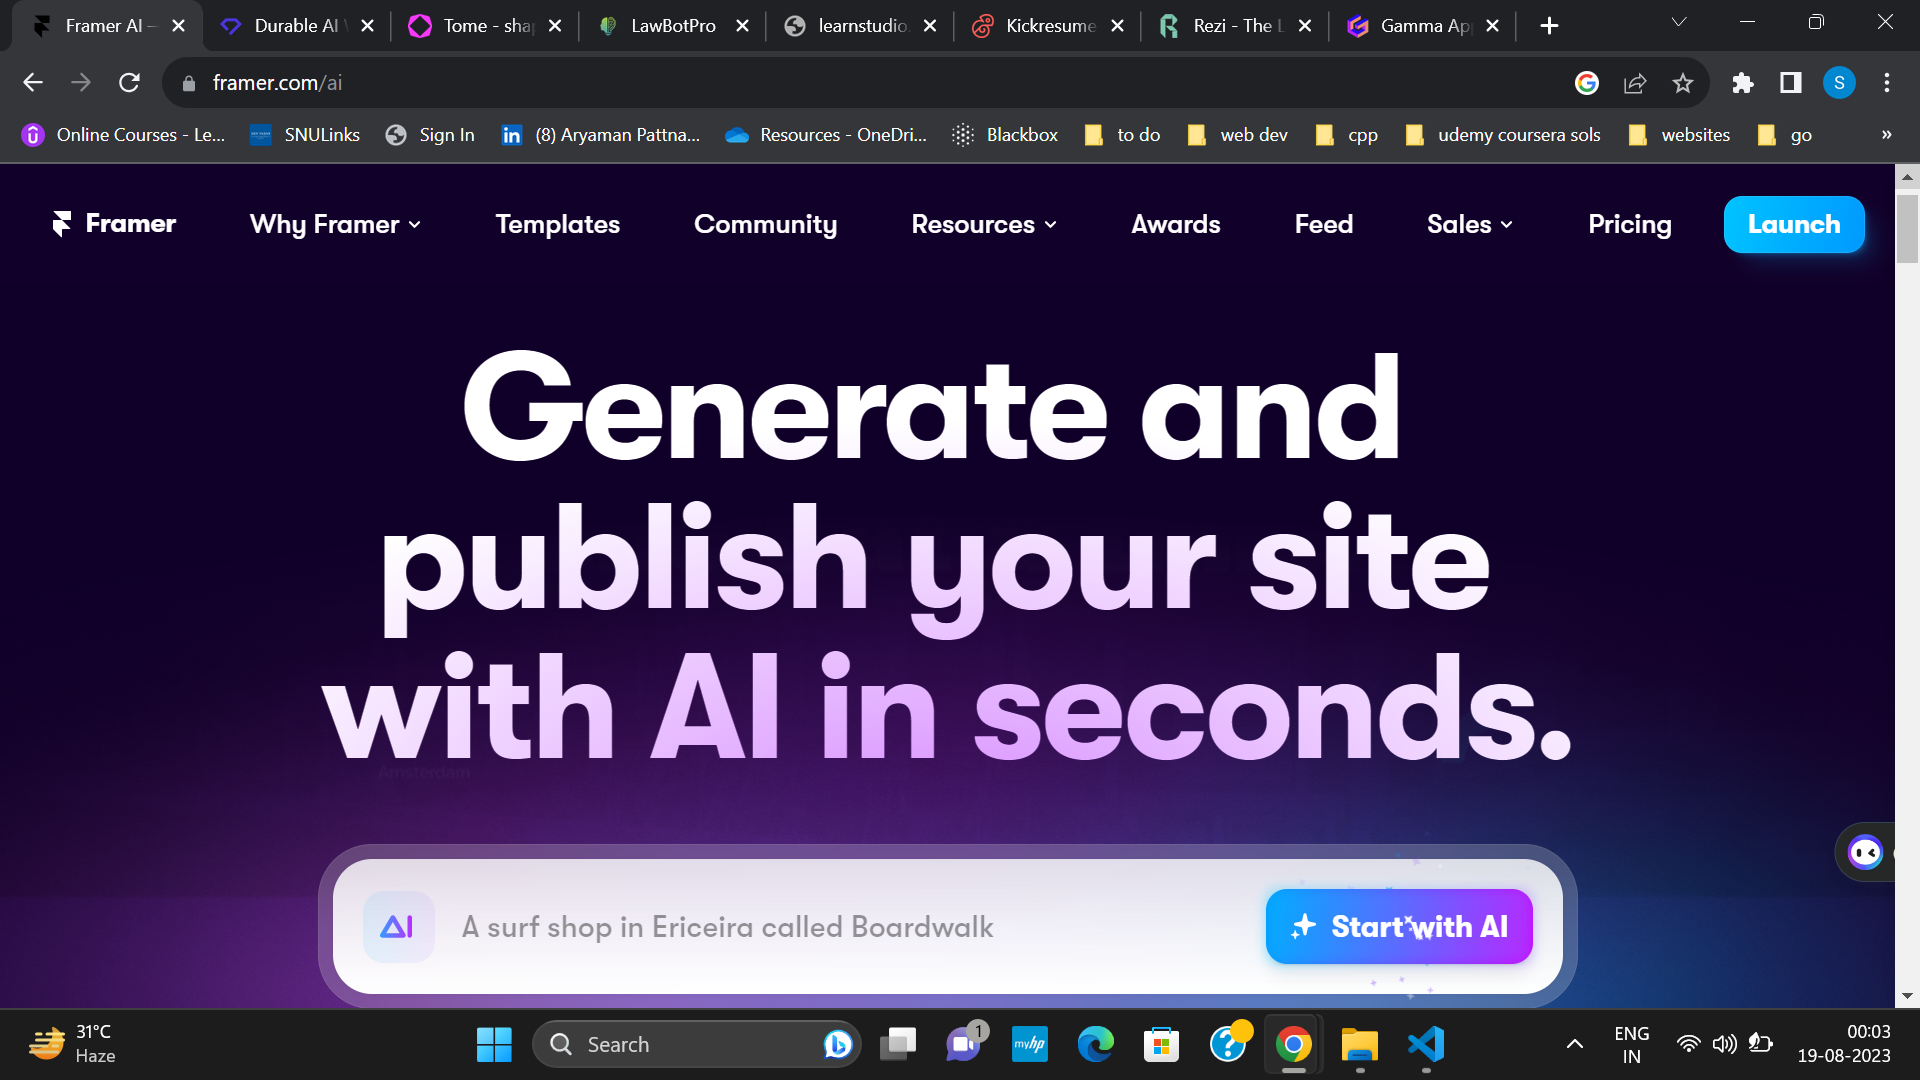 Framer AI –
Durable AI
Tome - sha
LawBotPro
learnstudio.
Kickresume
Rezi - The L
Gamma Ap
framer.com/ai
S
Online Courses - Le...
SNULinks
Sign In
(8) Aryaman Pattna...
Resources - OneDri...
Blackbox
to do
web dev
cpp
udemy coursera sols
websites
go
»
Framer
Why Framer
Templates
Community
Resources
Awards
Feed
Sales
Pricing
Launch
Generate and
publish your site
with AI in seconds.
Amsterdam
AI
A surf shop in Ericeira called Boardwalk
Start with AI
31°C
Haze
Search
1
myhp
ENG
IN
00:03
19-08-2023